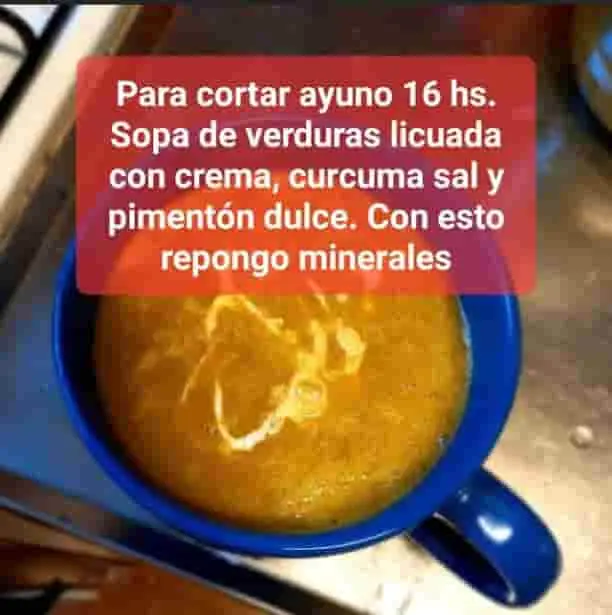 Para cortar ayuno 16 hs.
Sopa de verduras licuada
con crema, curcuma sal y
pimentón dulce. Con esto
repongo minerales